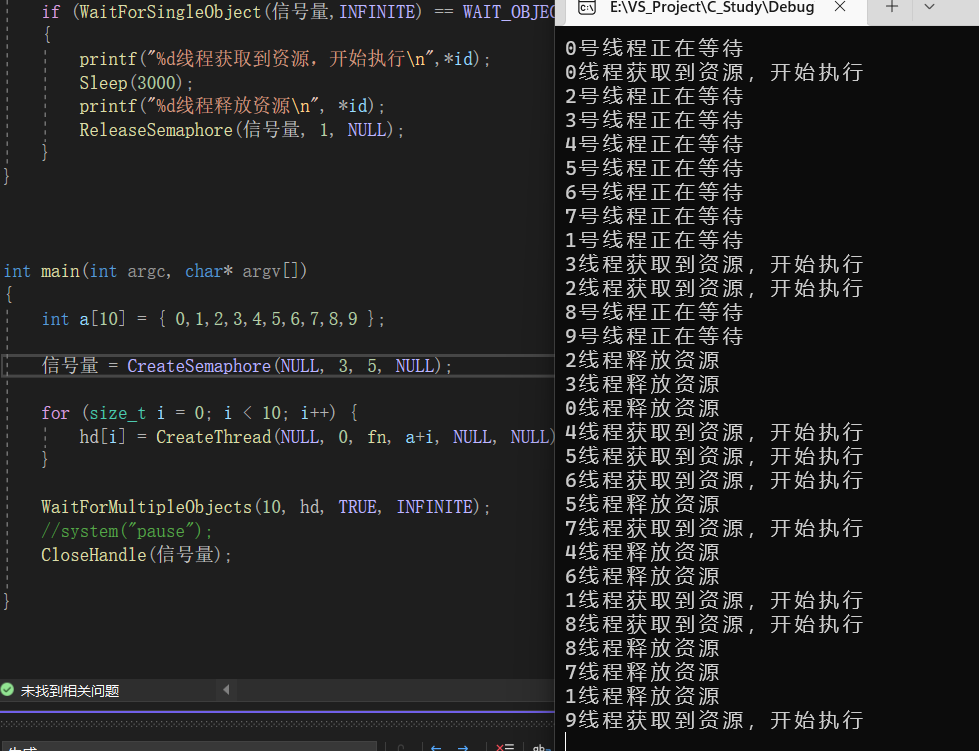 if (WaitForSingleObject(信号量,INFINITE) == WAIT_OBJEC
{
printf("%d线程获取到资源，开始执行\n",*id);
Sleep(3000);
printf("%d线程释放资源\n", *id);
ReleaseSemaphore(信号量, 1, NULL);
}
}
int main(int argc, char* argv[])
{
int a[10] = { 0,1,2,3,4,5,6,7,8,9 };
信号量 = CreateSemaphore(NULL, 3, 5, NULL);
for (size_t i = 0; i < 10; i++) {
hd[i] = CreateThread(NULL, 0, fn, a+i, NULL, NULL)
}
WaitForMultipleObjects(10, hd, TRUE, INFINITE);
//system("pause");
CloseHandle(信号量);
}
未找到相关问题
E:\VS_Project\C_Study\Debug
0号线程正在等待
0线程获取到资源，开始执行
2号线程正在等待
3号线程正在等待
4号线程正在等待
5号线程正在等待
6号线程正在等待
7号线程正在等待
1号线程正在等待
3线程获取到资源，开始执行
2线程获取到资源，开始执行
8号线程正在等待
9号线程正在等待
2线程释放资源
3线程释放资源
0线程释放资源
4线程获取到资源，开始执行
5线程获取到资源，开始执行
6线程获取到资源，开始执行
5线程释放资源
7线程获取到资源，开始执行
4线程释放资源
6线程释放资源
1线程获取到资源，开始执行
8线程获取到资源，开始执行
8线程释放资源
7线程释放资源
1线程释放资源
9线程获取到资源，开始执行